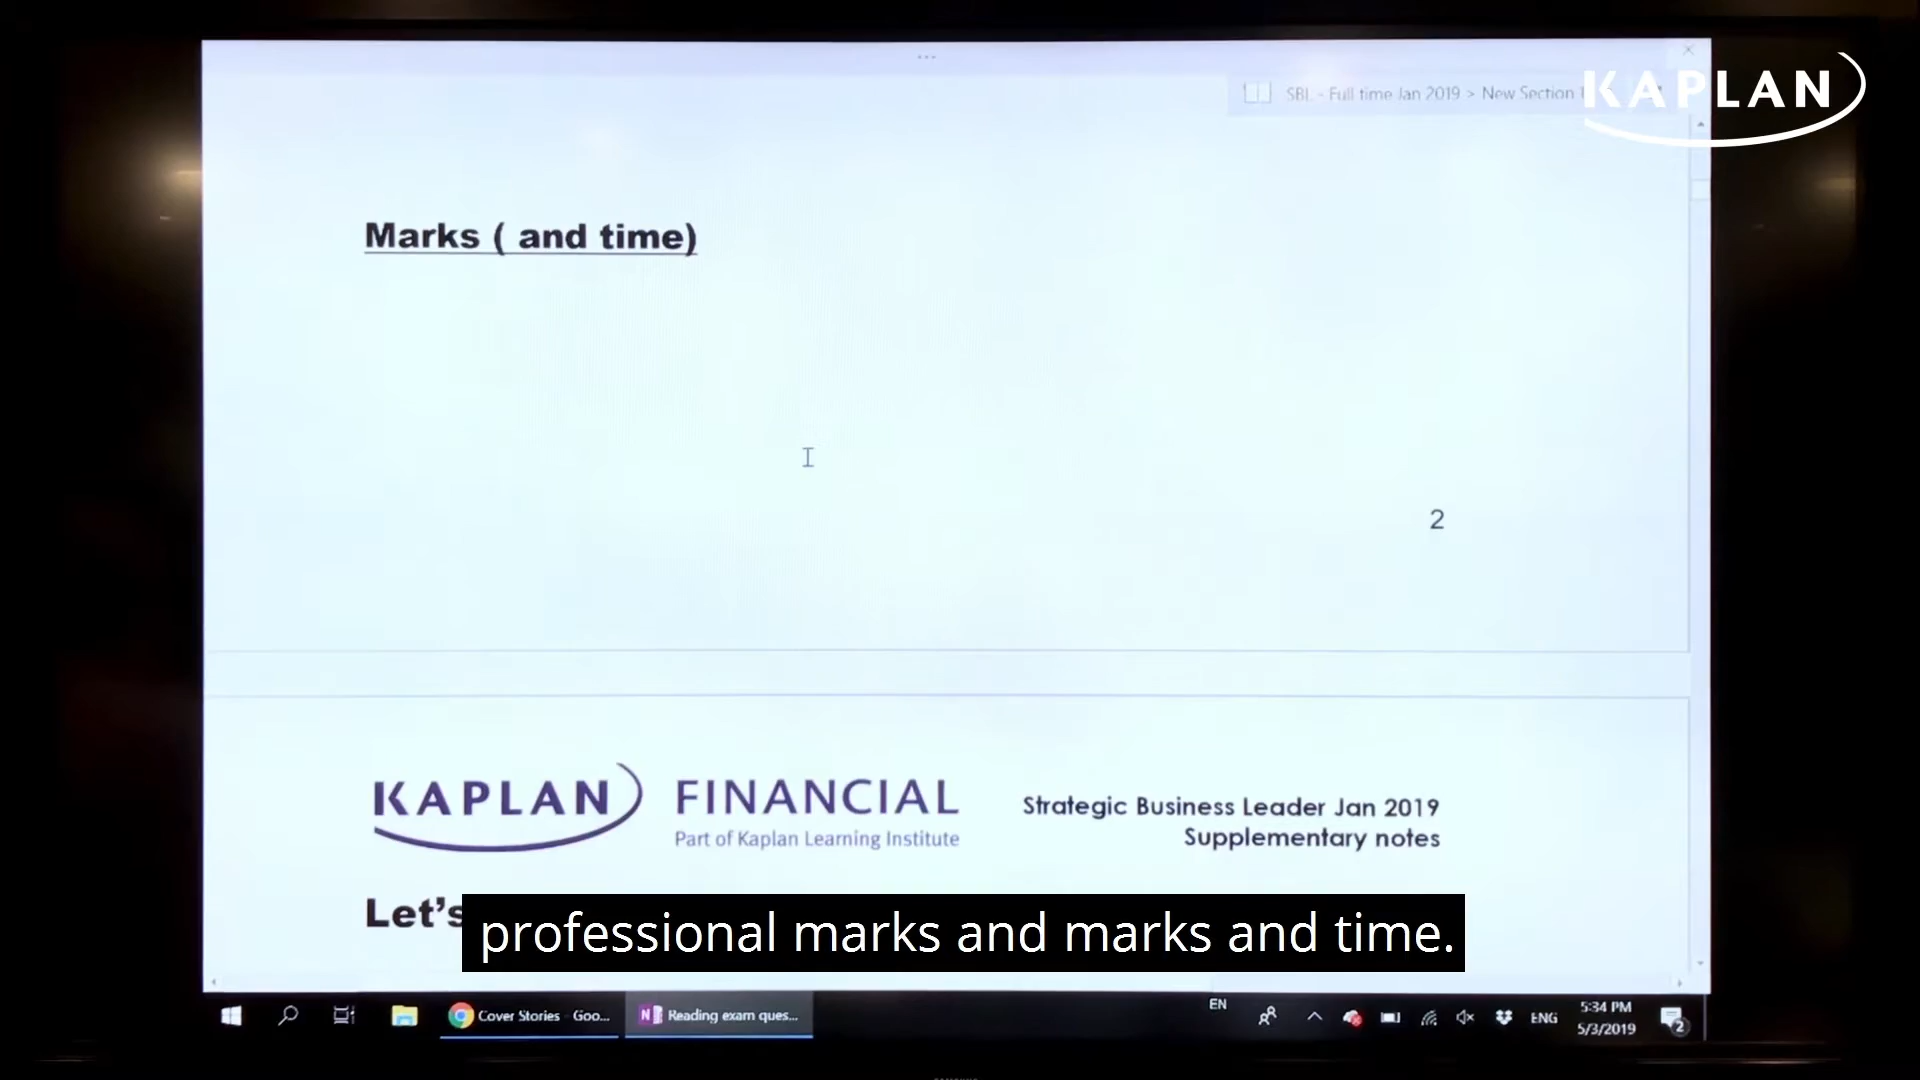 KAPLAN
SBL - Full time Jan 2019 > New Section
Marks ( and time)
2
KAPLAN FINANCIAL
Part of Kaplan Learning Institute
Strategic Business Leader Jan 2019
Supplementary notes
Let's
professional marks and marks and time.
Cover Stories - Goo...
Reading exam ques...
EN
ENG
5:34 PM
5/3/2019
2